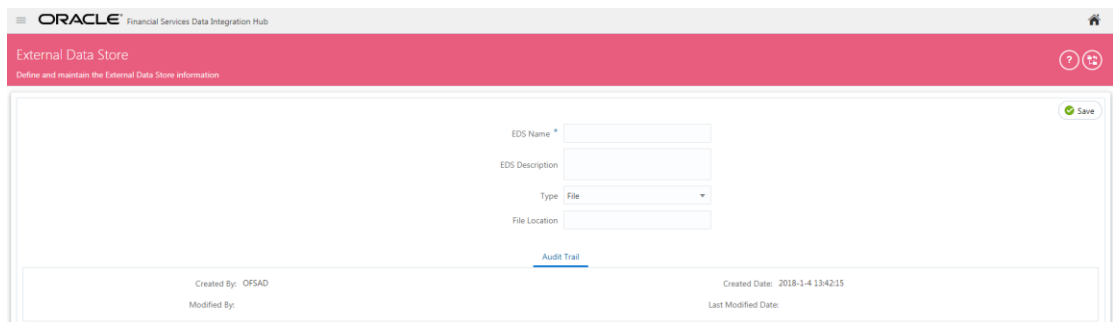 ORACLE® Financial Services Data Integration Hub
External Data Store
Define and maintain the External Data Store information
?
Save
EDS Name *
EDS Description
Type File
File Location
Audit Trail
Created By: OFSAD Created Date: 2018-1-4 13:42:15
Modified By: Last Modified Date: